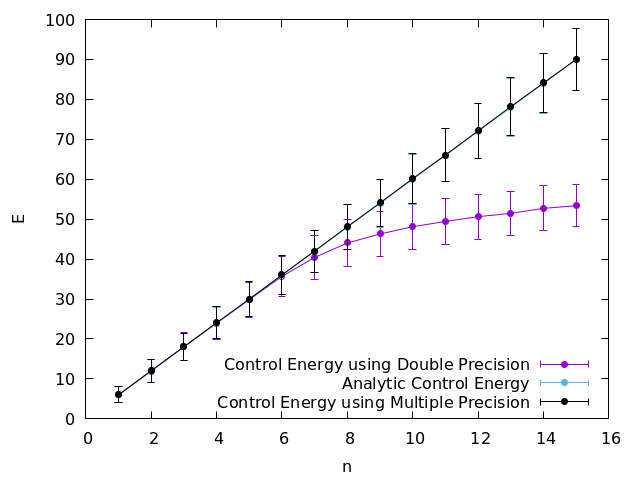 100
90
80
70
60
50
40
30
20
10
0
E
Control Energy using Double Precision
Analytic Control Energy
Control Energy using Multiple Precision
0 2 4 6 8 10 12 14 16
n